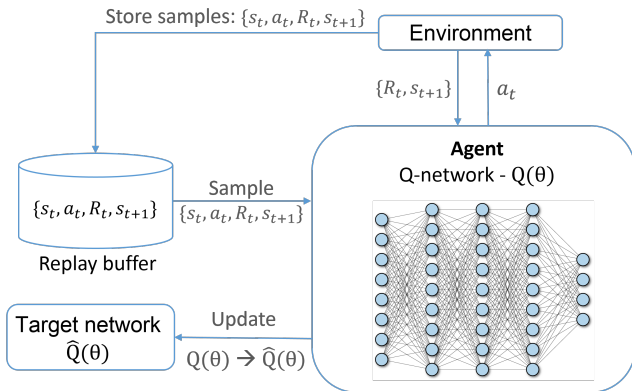 Store samples: {s_t, a_t, R_t, s_{t+1}}
Environment
{R_t, s_{t+1}}
a_t
Agent
Q-network - Q(θ)
{s_t, a_t, R_t, s_{t+1}}
Replay buffer
Sample
{s_t, a_t, R_t, s_{t+1}}
Target network
Q̂(θ)
Update
Q(θ) → Q̂(θ)